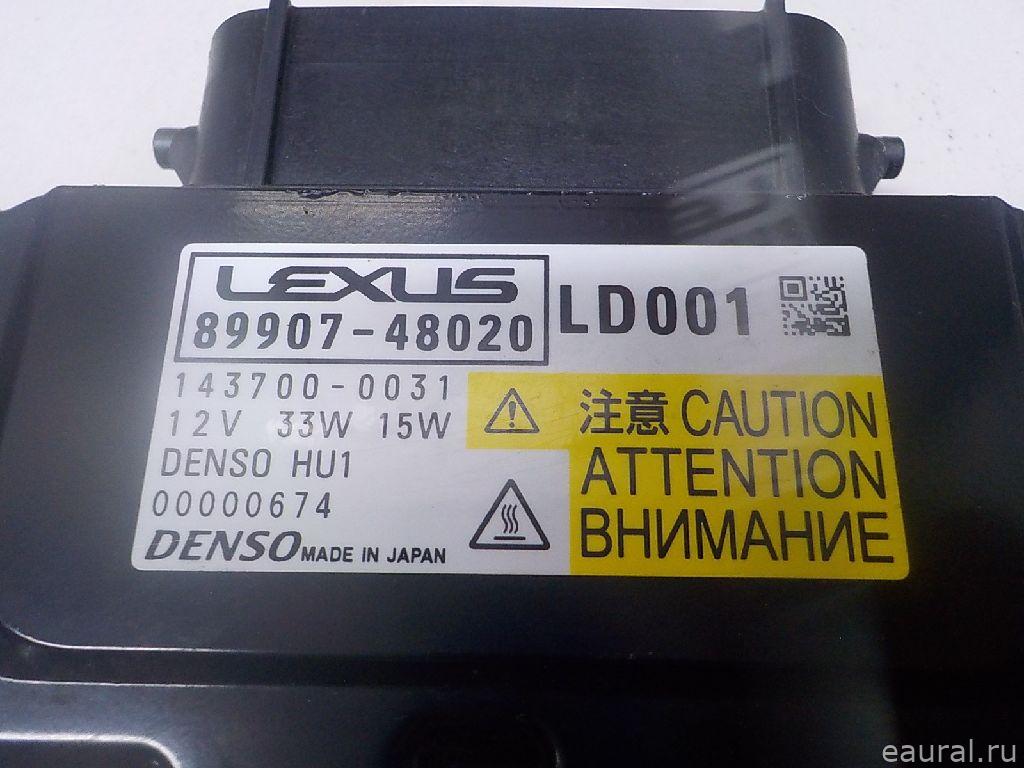 LEXUS
89907-48020
LD001
143700-0031
12V 33W 15W
DENSO HU1
00000674
DENSO MADE IN JAPAN
注意 CAUTION
ATTENTION
ВНИМАНИЕ
eaural.ru